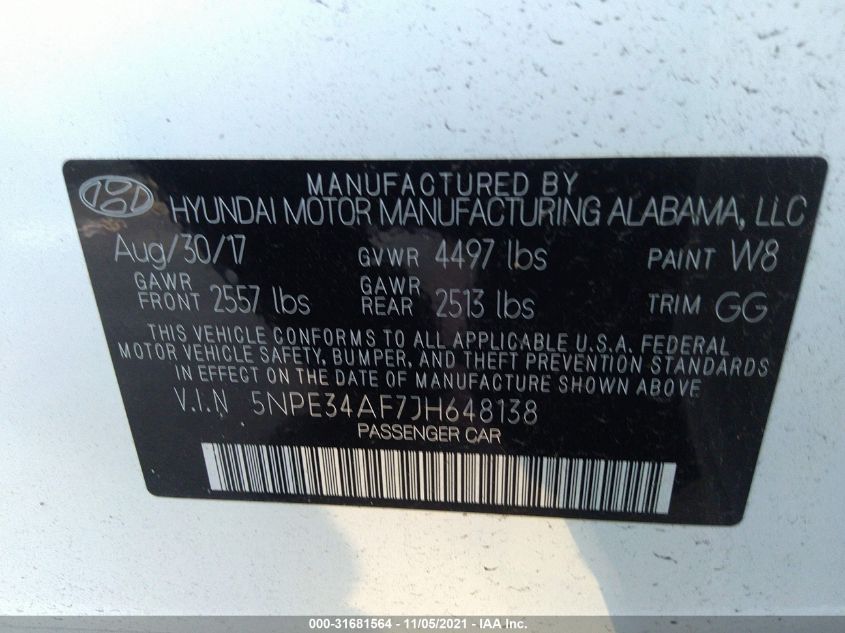 MANUFACTURED BY
HYUNDAI MOTOR MANUFACTURING ALABAMA, LLC
Aug/30/17 GVWR 4497 lbs PAINT W8
GAWR FRONT 2557 lbs GAWR REAR 2513 lbs TRIM GG
THIS VEHICLE CONFORMS TO ALL APPLICABLE U.S.A. FEDERAL
MOTOR VEHICLE SAFETY, BUMPER, AND THEFT PREVENTION STANDARDS
IN EFFECT ON THE DATE OF MANUFACTURE SHOWN ABOVE
V.I.N 5NPE34AF7JH648138
PASSENGER CAR
000-31681564 - 11/05/2021 - IAA Inc.